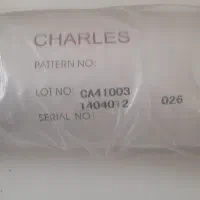 CHARLES
PATTERN NO:
LOT NO: CA41003
1404012 026
SERIAL NO: